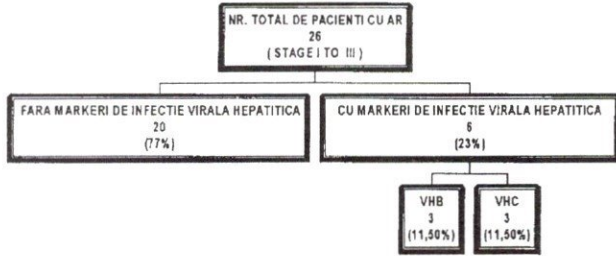 NR. TOTAL DE PACIENTI CU AR
26
( STAGE I TO III )
FARA MARKERI DE INFECTIE VIRALA HEPATITICA
20
(77%)
CU MARKERI DE INFECTIE VIRALA HEPATITICA
6
(23%)
VHB
3
(11,50%)
VHC
3
(11,50%)